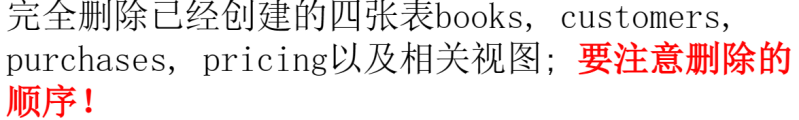 完全删除已经创建的四张表books, customers,
purchases, pricing以及相关视图; 要注意删除的
顺序！